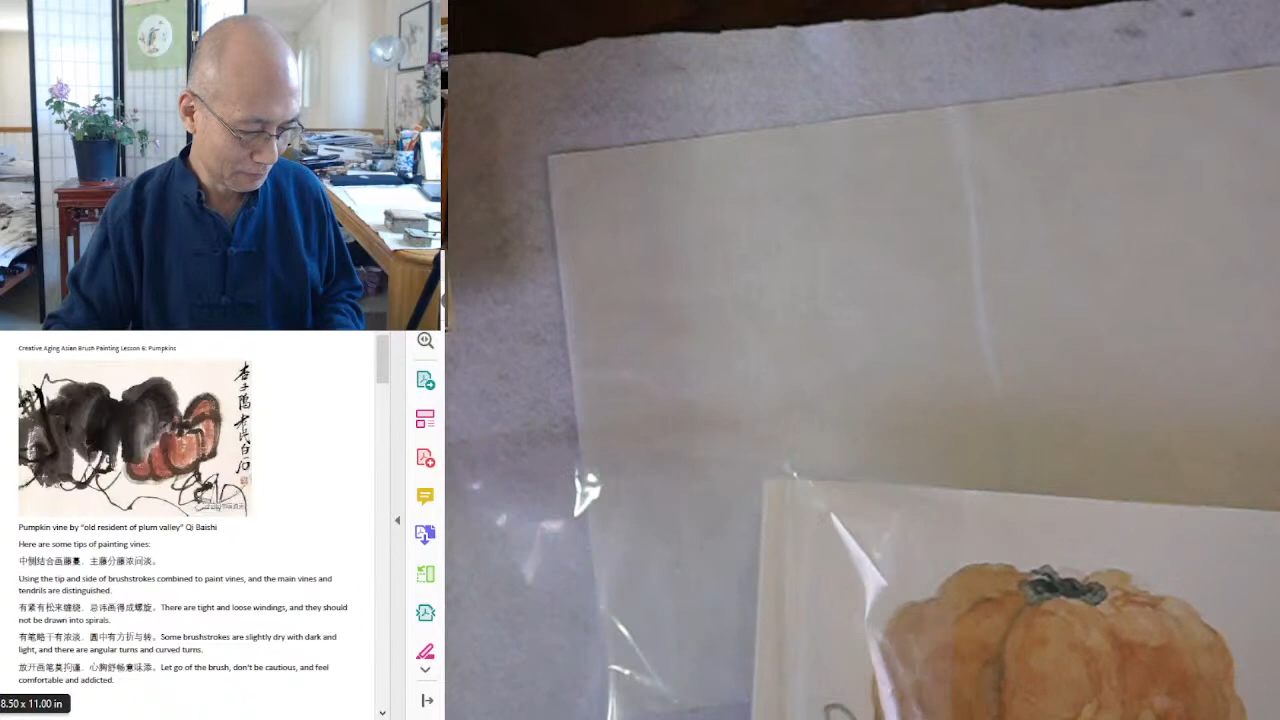 Creative Aging Asian Brush Painting Lesson 6: Pumpkins
杏子隖老民白石
Pumpkin vine by "old resident of plum valley" Qi Baishi
Here are some tips of painting vines:
中侧结合画藤蔓，主藤分藤浓间淡。
Using the tip and side of brushstrokes combined to paint vines, and the main vines and
tendrils are distinguished.
有紧有松来缠绕，忌讳画得成螺旋。There are tight and loose windings, and they should
not be drawn into spirals.
有笔略干有浓淡，圆中有方折与转。Some brushstrokes are slightly dry with dark and
light, and there are angular turns and curved turns.
放开画笔莫拘谨，心胸舒畅意味添。Let go of the brush, don't be cautious, and feel
comfortable and addicted.
8.50 x 11.00 in